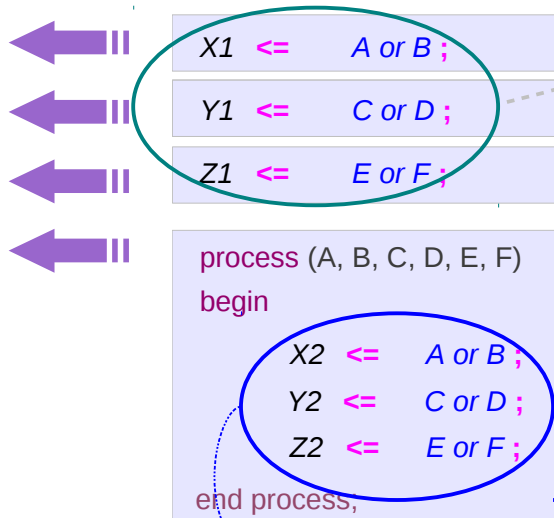 X1 <= A or B ;
Y1 <= C or D ;
Z1 <= E or F ;
process (A, B, C, D, E, F)
begin
X2 <= A or B ;
Y2 <= C or D ;
Z2 <= E or F ;
end process;